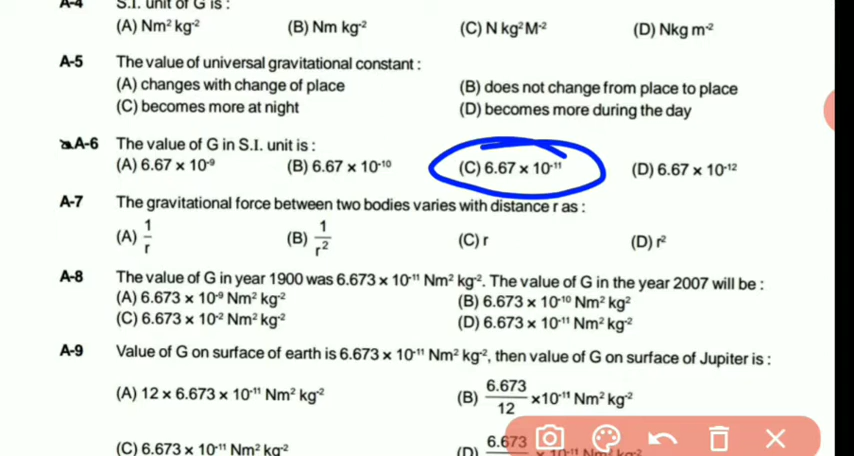 A-4 S.I. unit of G is :
(A) Nm² kg⁻² (B) Nm kg⁻² (C) N kg² M⁻² (D) Nkg m⁻²
A-5 The value of universal gravitational constant :
(A) changes with change of place (B) does not change from place to place
(C) becomes more at night (D) becomes more during the day
A-6 The value of G in S.I. unit is :
(A) 6.67 × 10⁻⁹ (B) 6.67 × 10⁻¹⁰ (C) 6.67 × 10⁻¹¹ (D) 6.67 × 10⁻¹²
A-7 The gravitational force between two bodies varies with distance r as :
(A) 1/r (B) 1/r² (C) r (D) r²
A-8 The value of G in year 1900 was 6.673 × 10⁻¹¹ Nm² kg⁻². The value of G in the year 2007 will be :
(A) 6.673 × 10⁻⁹ Nm² kg⁻² (B) 6.673 × 10⁻¹⁰ Nm² kg²
(C) 6.673 × 10⁻² Nm² kg⁻² (D) 6.673 × 10⁻¹¹ Nm² kg⁻²
A-9 Value of G on surface of earth is 6.673 × 10⁻¹¹ Nm² kg⁻², then value of G on surface of Jupiter is :
(A) 12 × 6.673 × 10⁻¹¹ Nm² kg⁻² (B) 6.673/12 ×10⁻¹¹ Nm² kg⁻²
(C) 6.673 × 10⁻¹¹ Nm² kg⁻² (D) 6.673